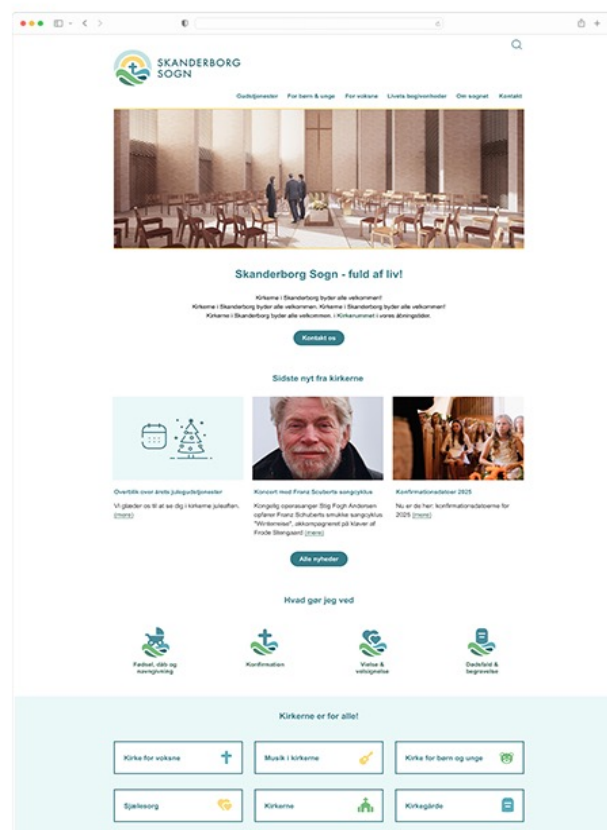 SKANDERBORG
SOGN
Gudstjenester For børn & unge For voksne Livets begivenheder Om sognet Kontakt
Skanderborg Sogn - fuld af liv!
Kirkerne i Skanderborg byder alle velkommen!
Kirkerne i Skanderborg byder alle velkommen. Kirkerne i Skanderborg byder alle velkommen!
Kirkerne i Skanderborg byder alle velkommen. i Kirkerummet i vores åbningstider.
Kontakt os
Sidste nyt fra kirkerne
Overblik over årets julegudstjenester
Vi glæder os til at se dig i kirkerne juleaften.
(mere)
Koncert med Franz Scuberts sangcyklus
Kongelig operasanger Stig Fogh Andersen
opfører Franz Schuberts smukke sangcyklus
"Winterreise", akkompagneret på klaver af
Frode Stengaard (mere)
Konfirmationsdatoer 2025
Nu er de her: konfirmationsdatoerne for
2025 (mere)
Alle nyheder
Hvad gør jeg ved
Fødsel, dåb og
navngivning
Konfirmation
Vielse &
velsignelse
Dødsfald &
begravelse
Kirkerne er for alle!
Kirke for voksne
Musik i kirkerne
Kirke for børn og unge
Sjælesorg
Kirkerne
Kirkegårde